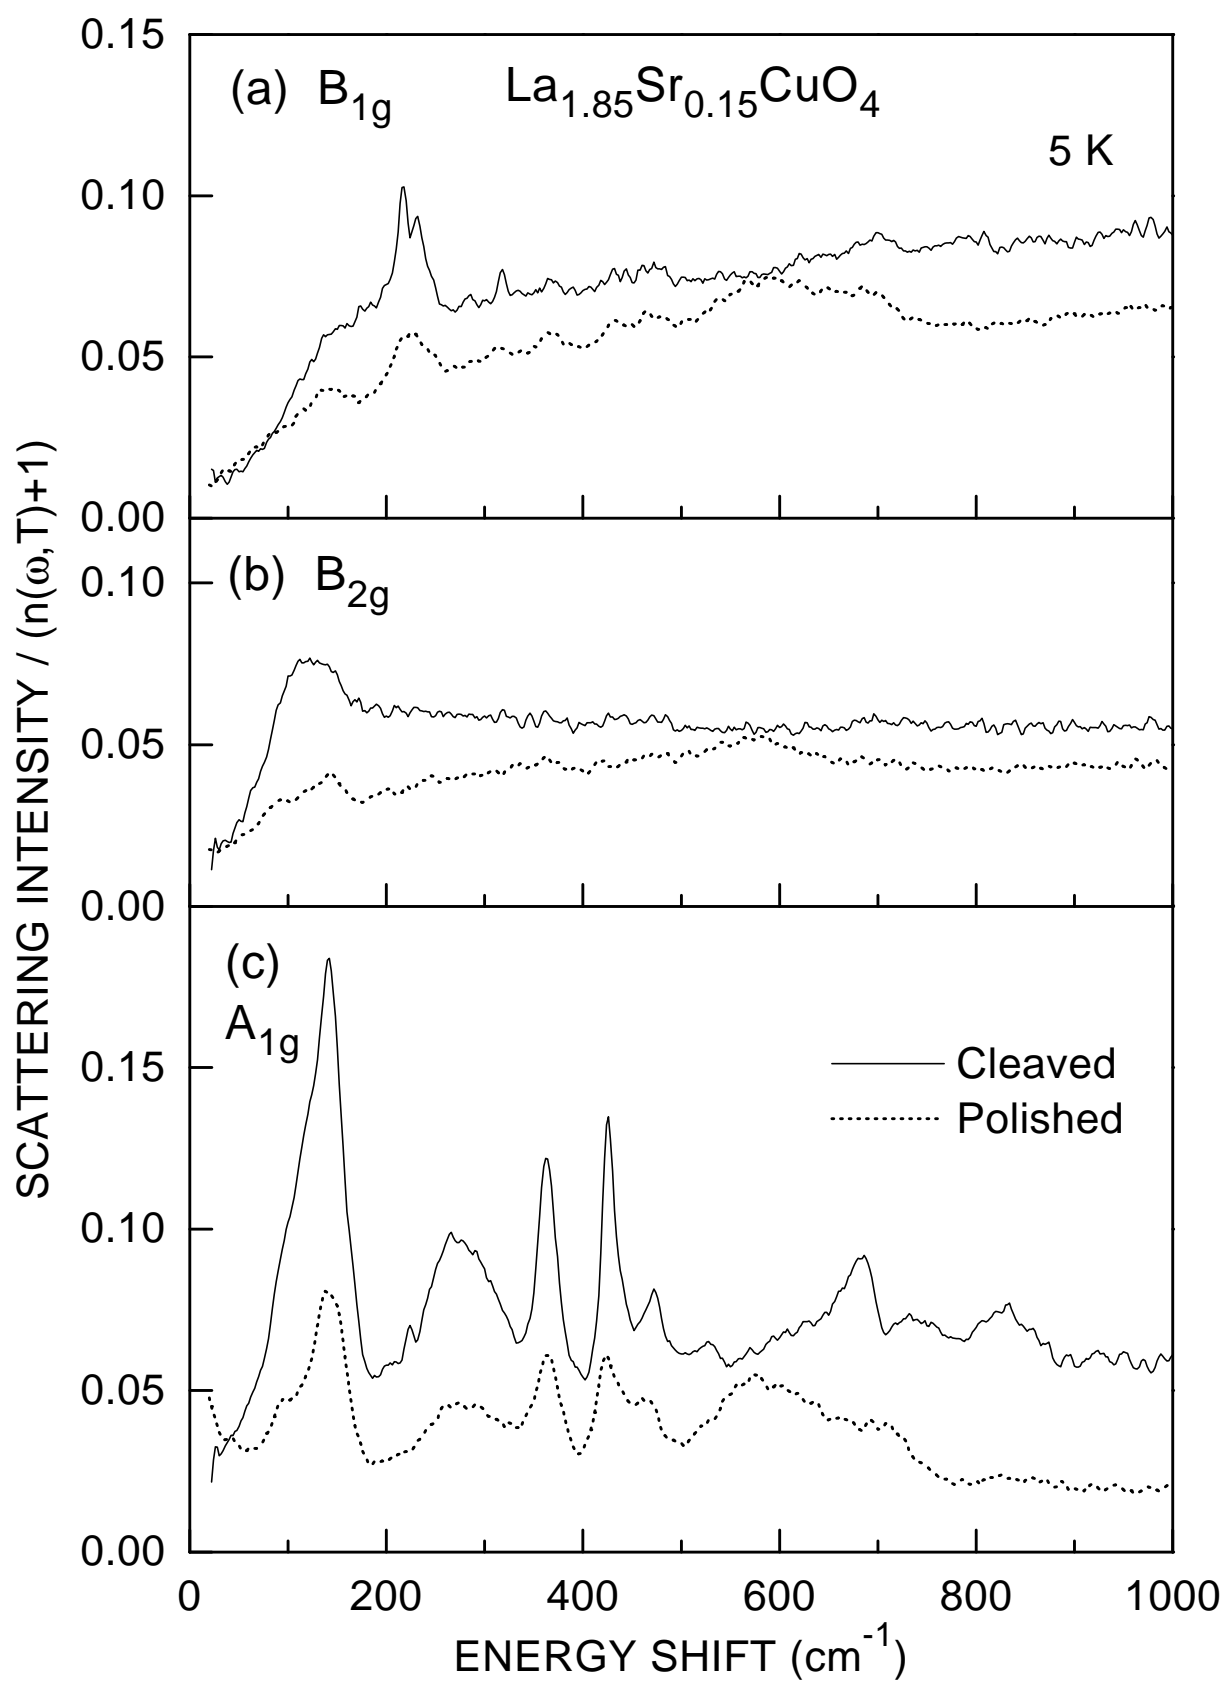 0.15
(a) B1g La1.85Sr0.15CuO4
5 K
0.10
0.05
0.00
(b) B2g
0.10
0.05
0.00
(c)
A1g
0.15
Cleaved
Polished
0.10
0.05
0.00
0 200 400 600 800 1000
ENERGY SHIFT (cm-1)
SCATTERING INTENSITY / (n(ω,T)+1)